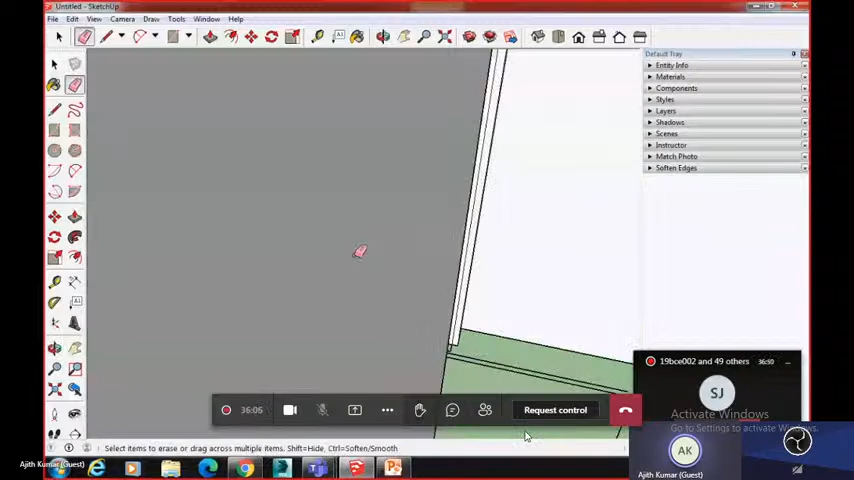 Untitled - SketchUp
File Edit View Camera Draw Tools Window Help
Default Tray
Entity Info
Materials
Components
Styles
Layers
Shadows
Scenes
Instructor
Match Photo
Soften Edges
19bce002 and 49 others
SJ
Activate Windows
Go to Settings to activate Windows.
36:06
Request control
AK
Select items to erase or drag across multiple items. Shift=Hide, Ctrl=Soften/Smooth
Ajith Kumar (Guest)
Ajith Kumar (Guest)